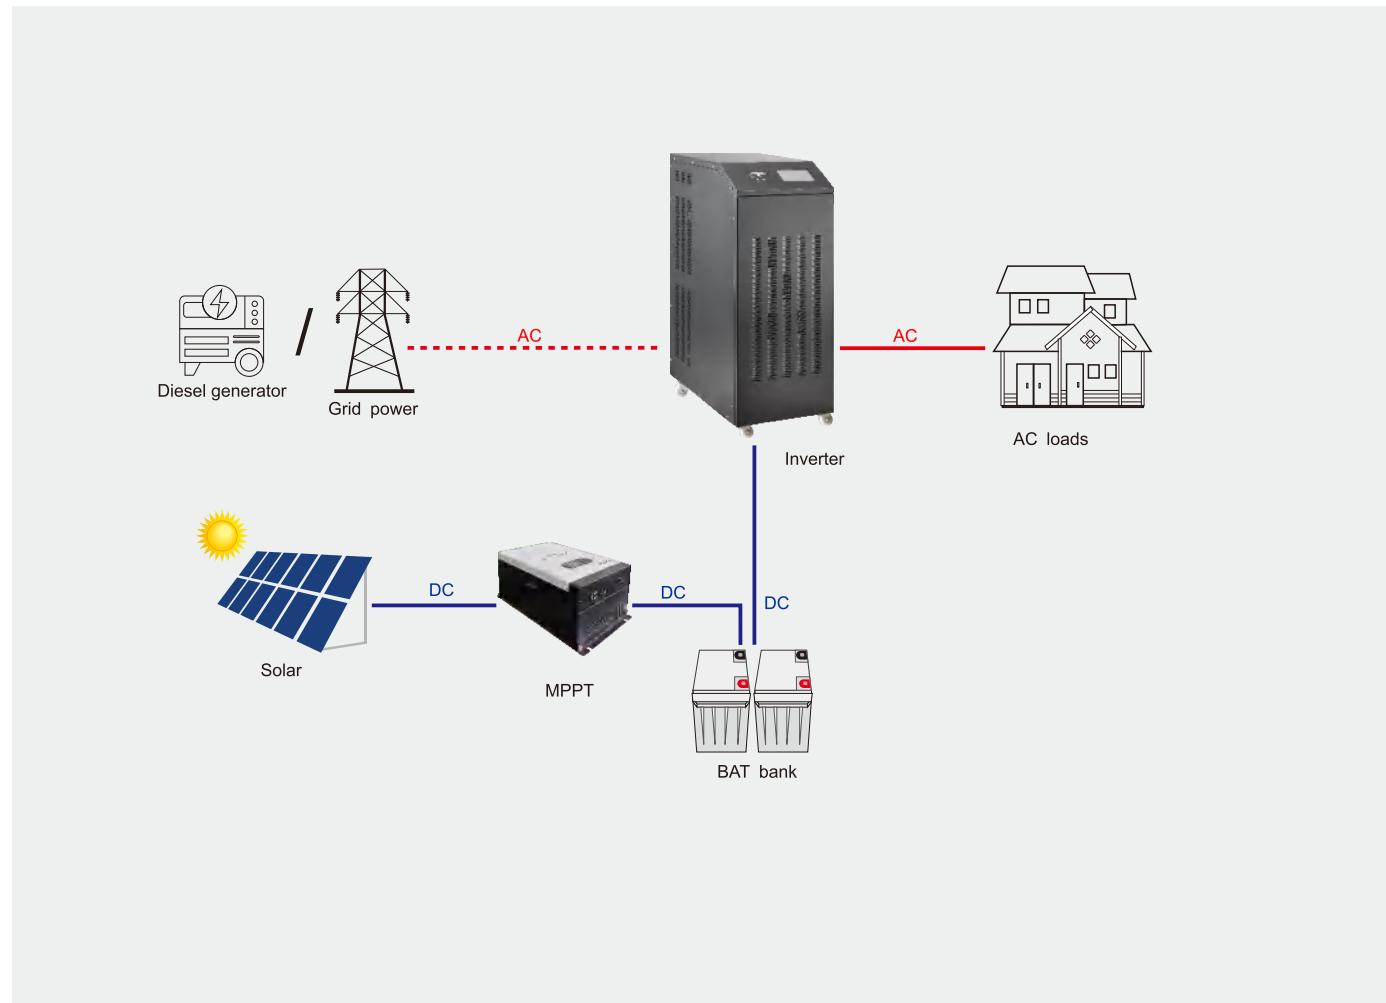 AC
AC
Diesel generator
/
Grid power
AC loads
Inverter
DC
DC
DC
Solar
MPPT
BAT bank